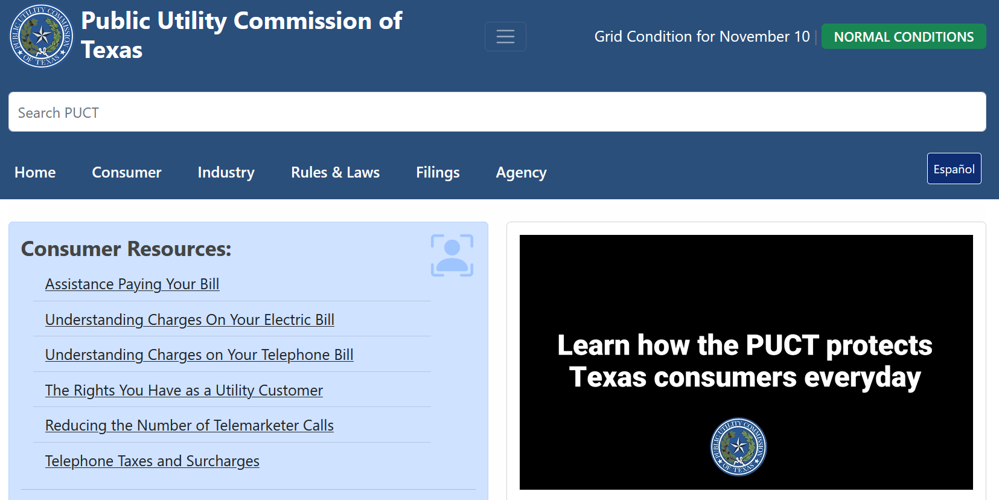 PUBLIC UTILITY COMMISSION
OF TEXAS
Public Utility Commission of
Texas
Grid Condition for November 10 | NORMAL CONDITIONS
Search PUCT
Home Consumer Industry Rules & Laws Filings Agency Español
Consumer Resources:
Assistance Paying Your Bill
Understanding Charges On Your Electric Bill
Understanding Charges on Your Telephone Bill
The Rights You Have as a Utility Customer
Reducing the Number of Telemarketer Calls
Telephone Taxes and Surcharges
Learn how the PUCT protects
Texas consumers everyday
PUBLIC UTILITY COMMISSION
OF TEXAS